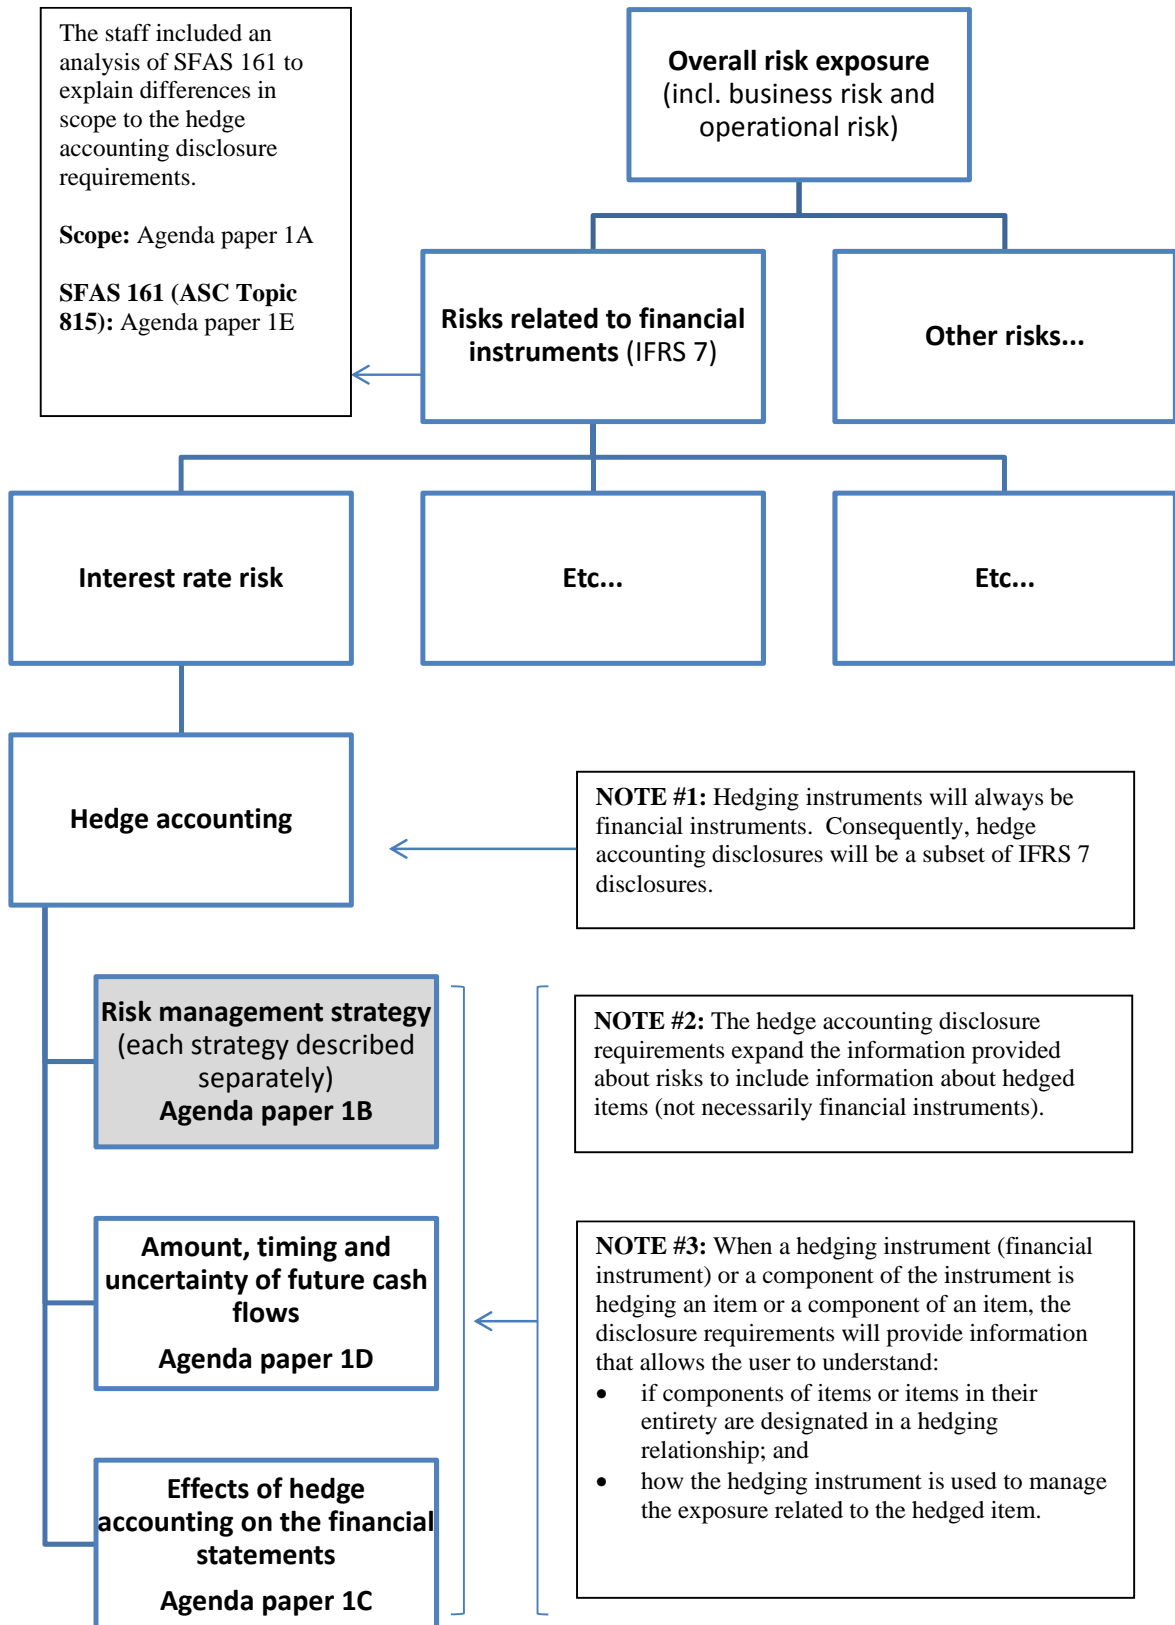 The staff included an
analysis of SFAS 161 to
explain differences in
scope to the hedge
accounting disclosure
requirements.
Scope: Agenda paper 1A
SFAS 161 (ASC Topic
815): Agenda paper 1E
Overall risk exposure
(incl. business risk and
operational risk)
Risks related to financial
instruments (IFRS 7)
Other risks...
Interest rate risk
Etc...
Etc...
Hedge accounting
NOTE #1: Hedging instruments will always be
financial instruments. Consequently, hedge
accounting disclosures will be a subset of IFRS 7
disclosures.
Risk management strategy
(each strategy described
separately)
Agenda paper 1B
NOTE #2: The hedge accounting disclosure
requirements expand the information provided
about risks to include information about hedged
items (not necessarily financial instruments).
Amount, timing and
uncertainty of future cash
flows
Agenda paper 1D
NOTE #3: When a hedging instrument (financial
instrument) or a component of the instrument is
hedging an item or a component of an item, the
disclosure requirements will provide information
that allows the user to understand:
• if components of items or items in their
entirety are designated in a hedging
relationship; and
• how the hedging instrument is used to manage
the exposure related to the hedged item.
Effects of hedge
accounting on the financial
statements
Agenda paper 1C